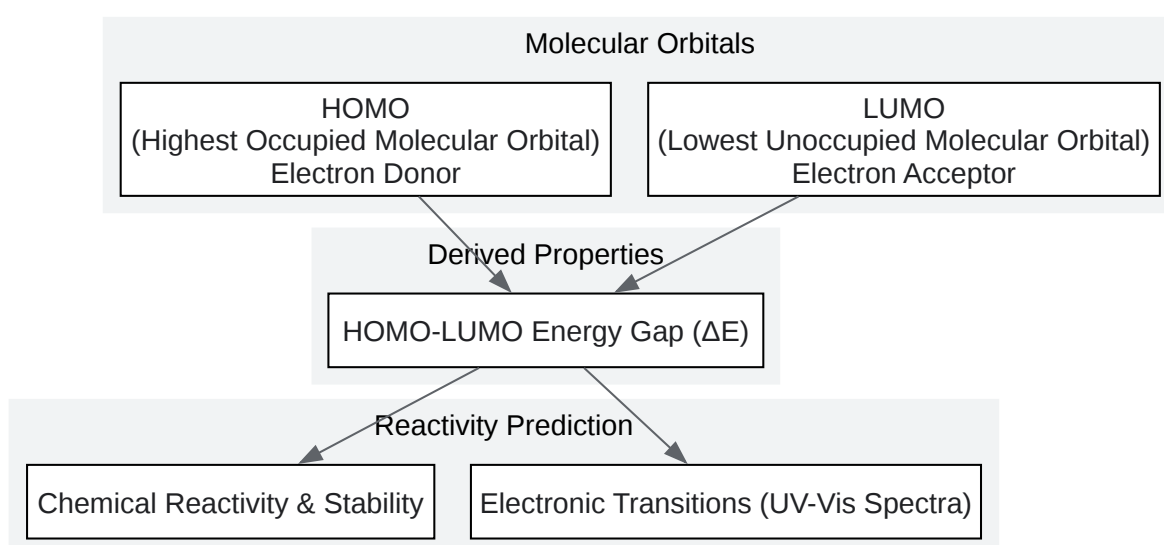 Molecular Orbitals
HOMO
(Highest Occupied Molecular Orbital)
Electron Donor
LUMO
(Lowest Unoccupied Molecular Orbital)
Electron Acceptor
Derived Properties
HOMO-LUMO Energy Gap (ΔE)
Reactivity Prediction
Chemical Reactivity & Stability
Electronic Transitions (UV-Vis Spectra)